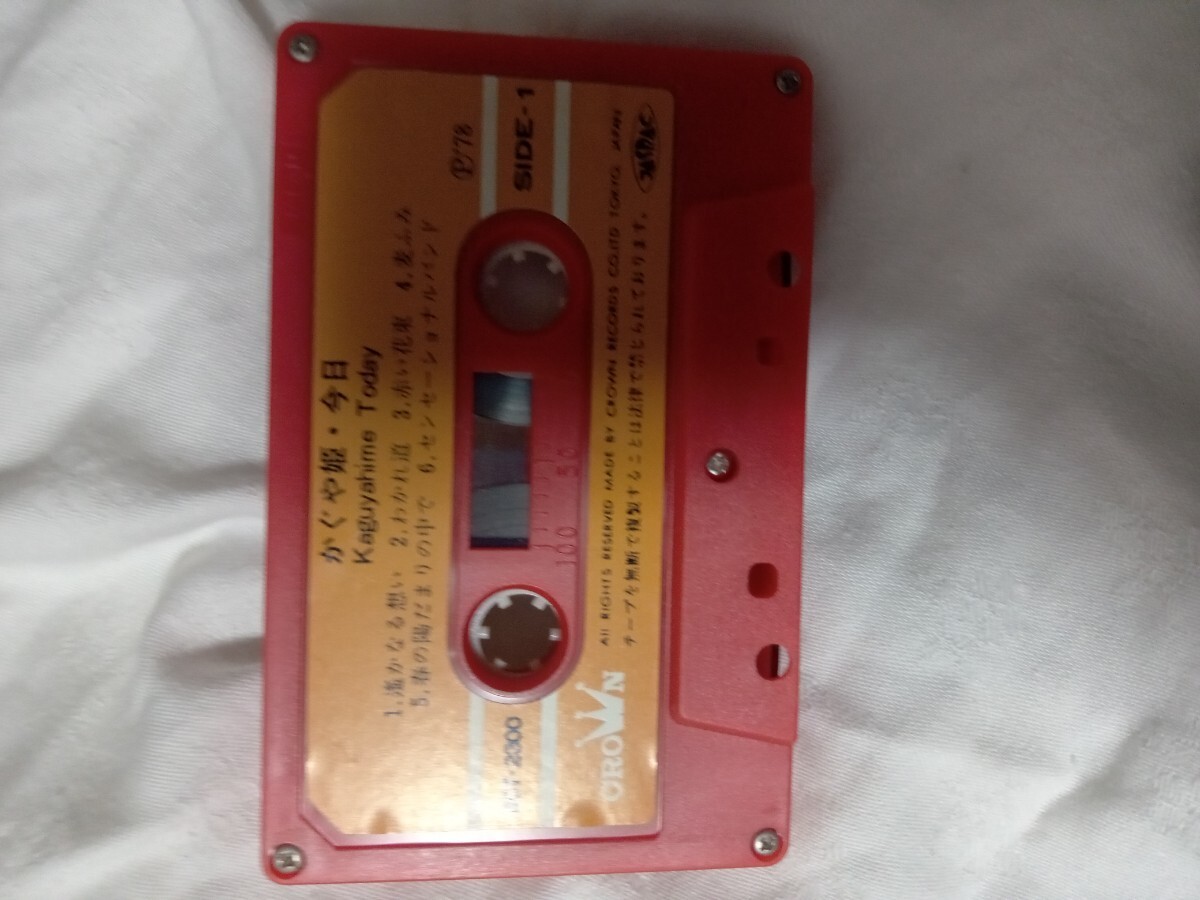 かぐや姫・今日
Kaguyahime Today
1.遙かなる想い 2.わかれ道 3.赤い花束 4.麦ふみ
5.春の陽だまりの中で 6.センセーショナルバンド
℗'78
2300
SIDE-1
100 50
CROWN
All RIGHTS RESERVED MADE BY CROWN RECORDS CO.LTD TOKYO, JAPAN
テープを無断で複製することは法律で禁じられております。
JASRAC